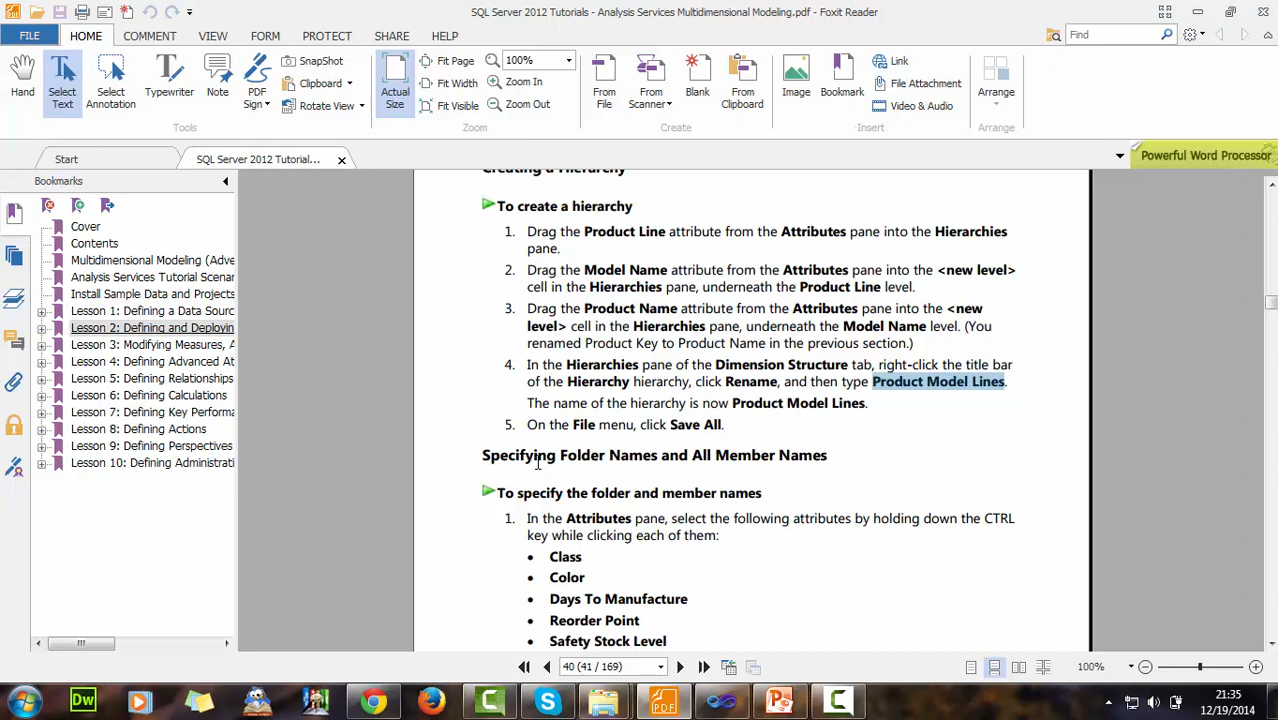 SQL Server 2012 Tutorials - Analysis Services Multidimensional Modeling.pdf - Foxit Reader
FILE HOME COMMENT VIEW FORM PROTECT SHARE HELP Find
Hand
Select Text
Select Annotation
Typewriter
Note
PDF Sign
SnapShot
Clipboard
Rotate View
Tools
Actual Size
Fit Page
Fit Width
Fit Visible
100%
Zoom In
Zoom Out
Zoom
From File
From Scanner
Blank
From Clipboard
Create
Image
Bookmark
Link
File Attachment
Video & Audio
Insert
Arrange
Arrange
Start
SQL Server 2012 Tutorial...
Powerful Word Processor
Bookmarks
Cover
Contents
Multidimensional Modeling (Adve
Analysis Services Tutorial Scenar
Install Sample Data and Projects
Lesson 1: Defining a Data Sourc
Lesson 2: Defining and Deployin
Lesson 3: Modifying Measures, A
Lesson 4: Defining Advanced At
Lesson 5: Defining Relationships
Lesson 6: Defining Calculations
Lesson 7: Defining Key Perform
Lesson 8: Defining Actions
Lesson 9: Defining Perspectives
Lesson 10: Defining Administrati
Creating a Hierarchy
To create a hierarchy
1. Drag the Product Line attribute from the Attributes pane into the Hierarchies
pane.
2. Drag the Model Name attribute from the Attributes pane into the <new level>
cell in the Hierarchies pane, underneath the Product Line level.
3. Drag the Product Name attribute from the Attributes pane into the <new
level> cell in the Hierarchies pane, underneath the Model Name level. (You
renamed Product Key to Product Name in the previous section.)
4. In the Hierarchies pane of the Dimension Structure tab, right-click the title bar
of the Hierarchy hierarchy, click Rename, and then type Product Model Lines.
The name of the hierarchy is now Product Model Lines.
5. On the File menu, click Save All.
Specifying Folder Names and All Member Names
To specify the folder and member names
1. In the Attributes pane, select the following attributes by holding down the CTRL
key while clicking each of them:
• Class
• Color
• Days To Manufacture
• Reorder Point
• Safety Stock Level
40 (41 / 169)
100%
Dw
PDF
21:35
12/19/2014